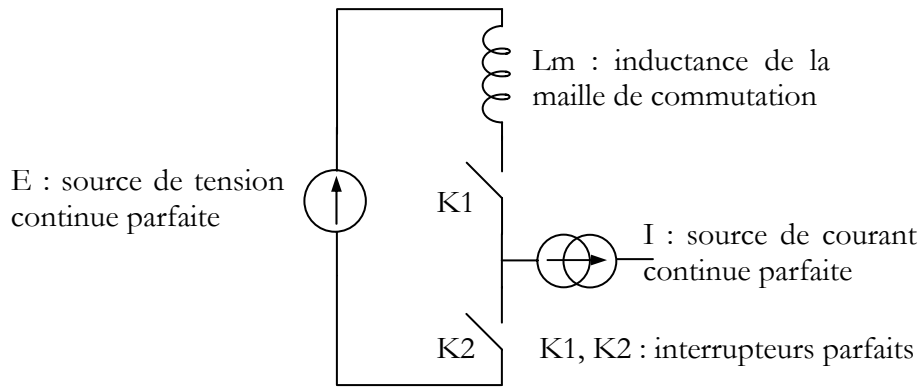 Lm : inductance de la
maille de commutation
E : source de tension
continue parfaite
K1
I : source de courant
continue parfaite
K2
K1, K2 : interrupteurs parfaits